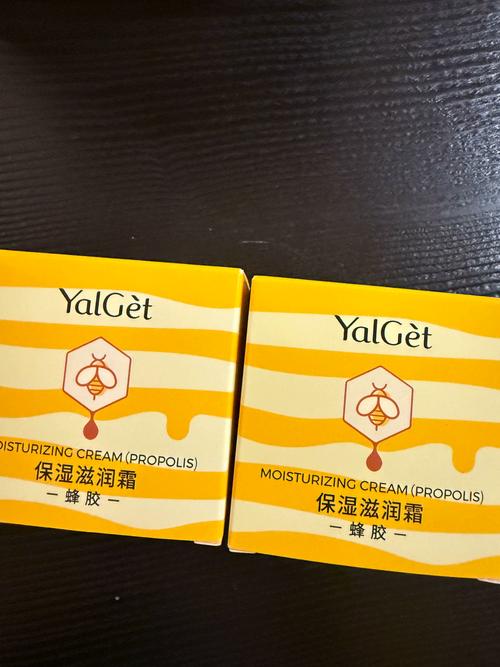 YalGèt
OISTURIZING CREAM (PROPOLIS)
保湿滋润霜
— 蜂胶 —
YalGèt
MOISTURIZING CREAM (PROPOLIS)
保湿滋润霜
— 蜂胶 —